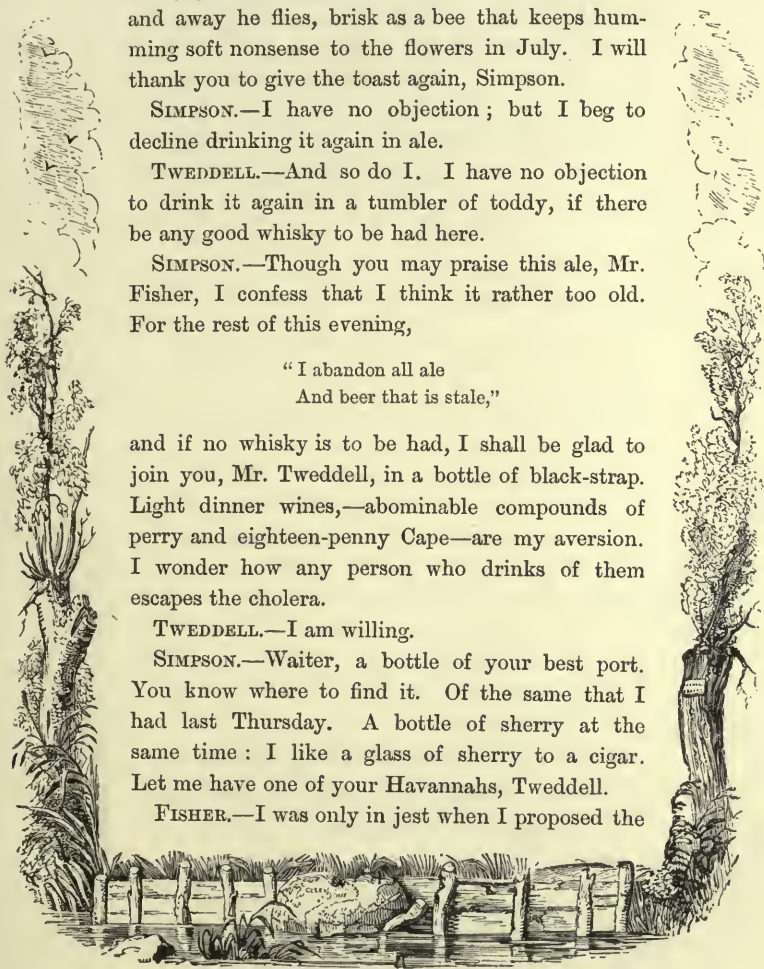 and away he flies, brisk as a bee that keeps hum-
ming soft nonsense to the flowers in July. I will
thank you to give the toast again, Simpson.
SIMPSON.—I have no objection ; but I beg to
decline drinking it again in ale.
TWEDDELL.—And so do I. I have no objection
to drink it again in a tumbler of toddy, if there
be any good whisky to be had here.
SIMPSON.—Though you may praise this ale, Mr.
Fisher, I confess that I think it rather too old.
For the rest of this evening,
“ I abandon all ale
And beer that is stale,”
and if no whisky is to be had, I shall be glad to
join you, Mr. Tweddell, in a bottle of black-strap.
Light dinner wines,—abominable compounds of
perry and eighteen-penny Cape—are my aversion.
I wonder how any person who drinks of them
escapes the cholera.
TWEDDELL.—I am willing.
SIMPSON.—Waiter, a bottle of your best port.
You know where to find it. Of the same that I
had last Thursday. A bottle of sherry at the
same time : I like a glass of sherry to a cigar.
Let me have one of your Havannahs, Tweddell.
FISHER.—I was only in jest when I proposed the